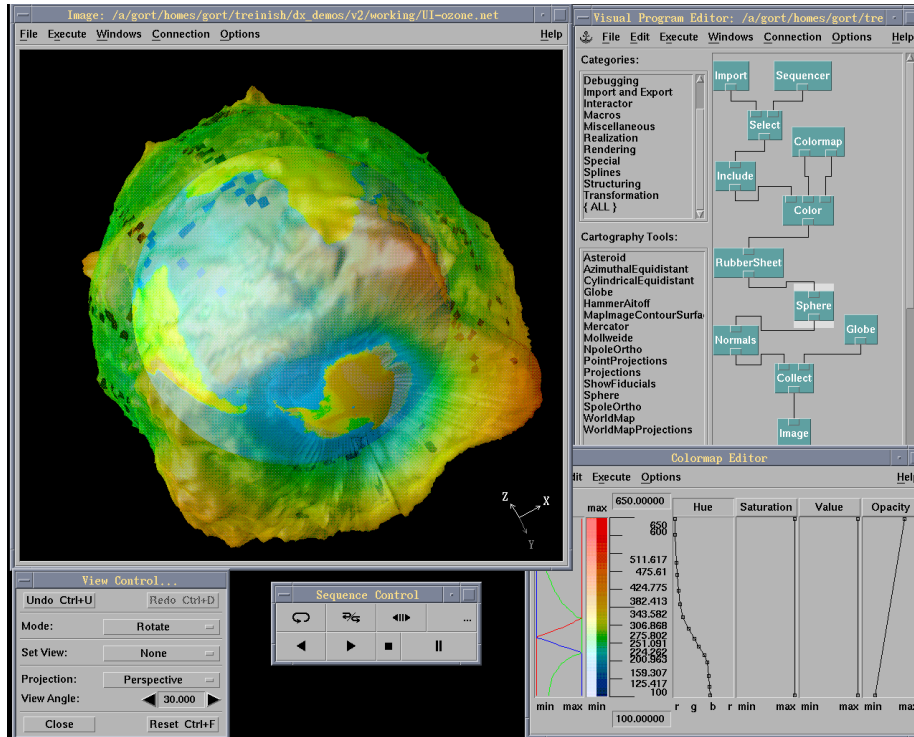 Image: /a/gort/homes/gort/treinish/dx_demos/v2/working/UI-ozone.net
File Execute Windows Connection Options Help
Z
X
Y
Visual Program Editor: /a/gort/homes/gort/tre
File Edit Execute Windows Connection Options Help
Categories:
Debugging
Import and Export
Interactor
Macros
Miscellaneous
Realization
Rendering
Special
Splines
Structuring
Transformation
{ ALL }
Cartography Tools:
Asteroid
AzimuthalEquidistant
CylindricalEquidistant
Globe
HammerAitoff
MapImageContourSurfa
Mercator
Mollweide
NpoleOrtho
PointProjections
Projections
ShowFiducials
Sphere
SpoleOrtho
WorldMap
WorldMapProjections
Import
Sequencer
Select
Colormap
Include
Color
RubberSheet
Sphere
Globe
Normals
Collect
Image
Colormap Editor
dit Execute Options Help
max
650.00000
Hue
Saturation
Value
Opacity
650
600
511.617
475.61
424.775
382.413
343.582
306.868
275.802
224.262
200.963
159.307
125.417
100
min max min
r g b r
min max
min max
min max
100.00000
View Control...
Undo Ctrl+U
Redo Ctrl+D
Mode: Rotate
Set View: None
Projection: Perspective
View Angle: 30.000
Close
Reset Ctrl+F
Sequence Control
...